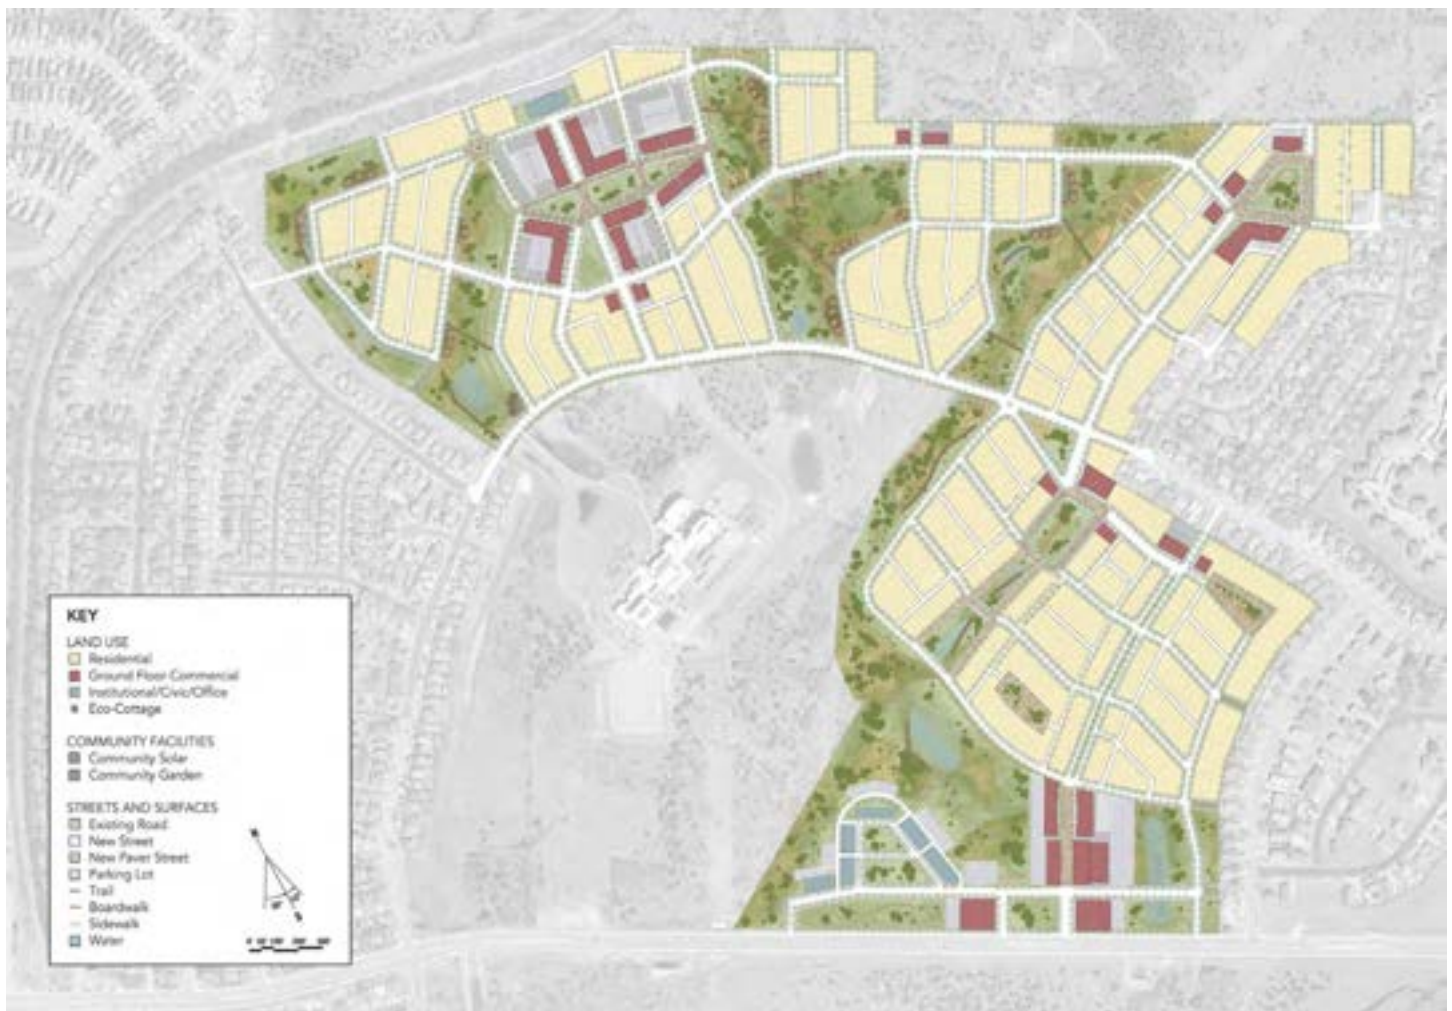 KEY
LAND USE
Residential
Ground Floor Commercial
Institutional/Civic/Office
Eco-Cottage
COMMUNITY FACILITIES
Community Solar
Community Garden
STREETS AND SURFACES
Existing Road
New Street
New Paver Street
Parking Lot
Trail
Boardwalk
Sidewalk
Water